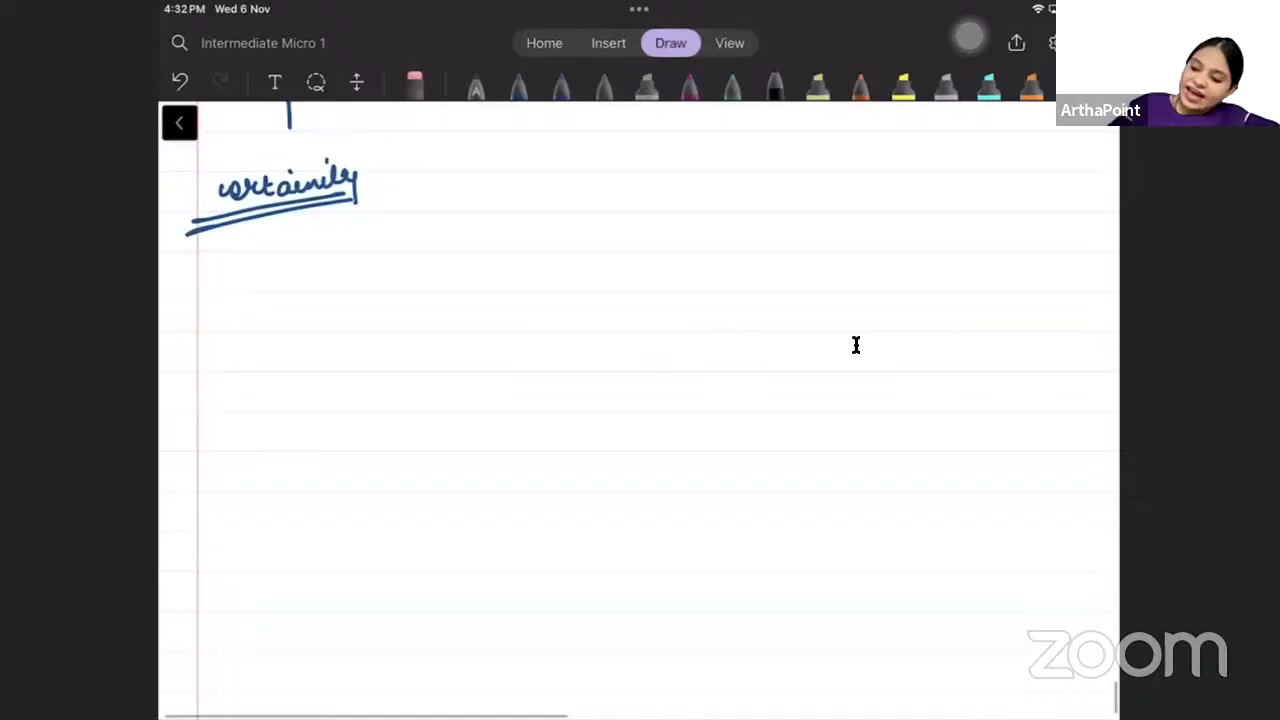 4:32 PM Wed 6 Nov
Intermediate Micro 1
Home Insert Draw View
T
A
ArthaPoint
certainity
zoom